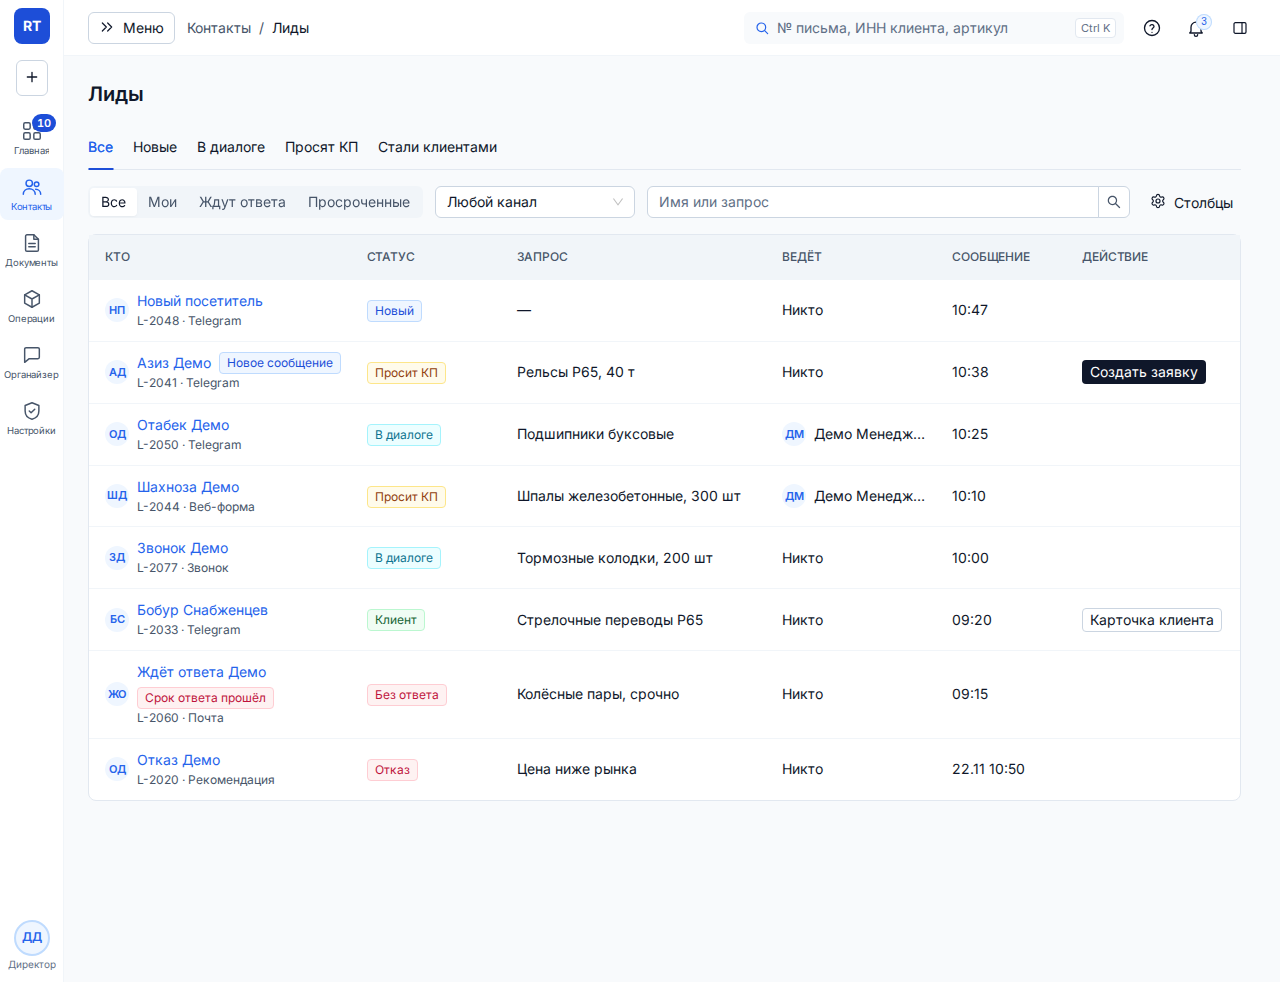 RT
Меню
Контакты / Лиды
№ письма, ИНН клиента, артикул
Ctrl K
3
10
Главная
Контакты
Документы
Операции
Органайзер
Настройки
ДД
Директор
Лиды
Все Новые В диалоге Просят КП Стали клиентами
Все Мои Ждут ответа Просроченные
Любой канал
Имя или запрос
Столбцы
КТО СТАТУС ЗАПРОС ВЕДЁТ СООБЩЕНИЕ ДЕЙСТВИЕ
НП Новый посетитель Новый — Никто 10:47
L-2048 · Telegram
АД Азиз Демо Новое сообщение Просит КП Рельсы Р65, 40 т Никто 10:38 Создать заявку
L-2041 · Telegram
ОД Отабек Демо В диалоге Подшипники буксовые ДМ Демо Менедж... 10:25
L-2050 · Telegram
ШД Шахноза Демо Просит КП Шпалы железобетонные, 300 шт ДМ Демо Менедж... 10:10
L-2044 · Веб-форма
ЗД Звонок Демо В диалоге Тормозные колодки, 200 шт Никто 10:00
L-2077 · Звонок
БС Бобур Снабженцев Клиент Стрелочные переводы Р65 Никто 09:20 Карточка клиента
L-2033 · Telegram
ЖО Ждёт ответа Демо Без ответа Колёсные пары, срочно Никто 09:15
Срок ответа прошёл
L-2060 · Почта
ОД Отказ Демо Отказ Цена ниже рынка Никто 22.11 10:50
L-2020 · Рекомендация